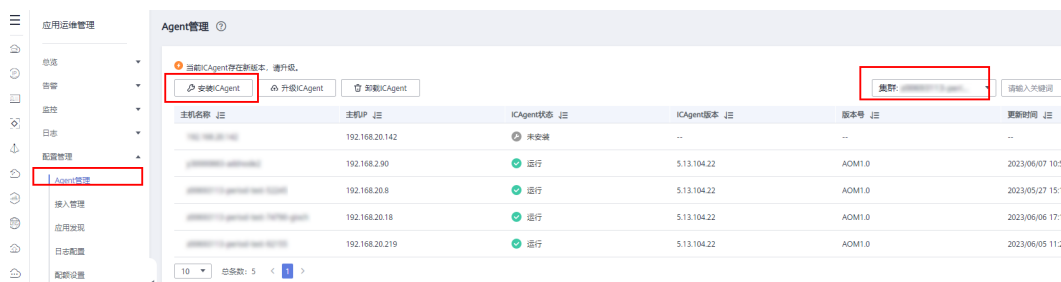 应用运维管理
总览
告警
监控
日志
配置管理
Agent管理
接入管理
应用发现
日志配置
配额设置
Agent管理
当前ICAgent存在新版本，请升级。
安装ICAgent 升级ICAgent 卸载ICAgent 集群: 请输入关键词
主机名称 主机IP ICAgent状态 ICAgent版本 版本号 更新时间
192.168.20.142 未安装 -- -- --
192.168.2.90 运行 5.13.104.22 AOM1.0 2023/06/07 10:
192.168.20.8 运行 5.13.104.22 AOM1.0 2023/05/27 15:
192.168.20.18 运行 5.13.104.22 AOM1.0 2023/06/06 17:
192.168.20.219 运行 5.13.104.22 AOM1.0 2023/06/05 11:
10 总条数: 5 < 1 >